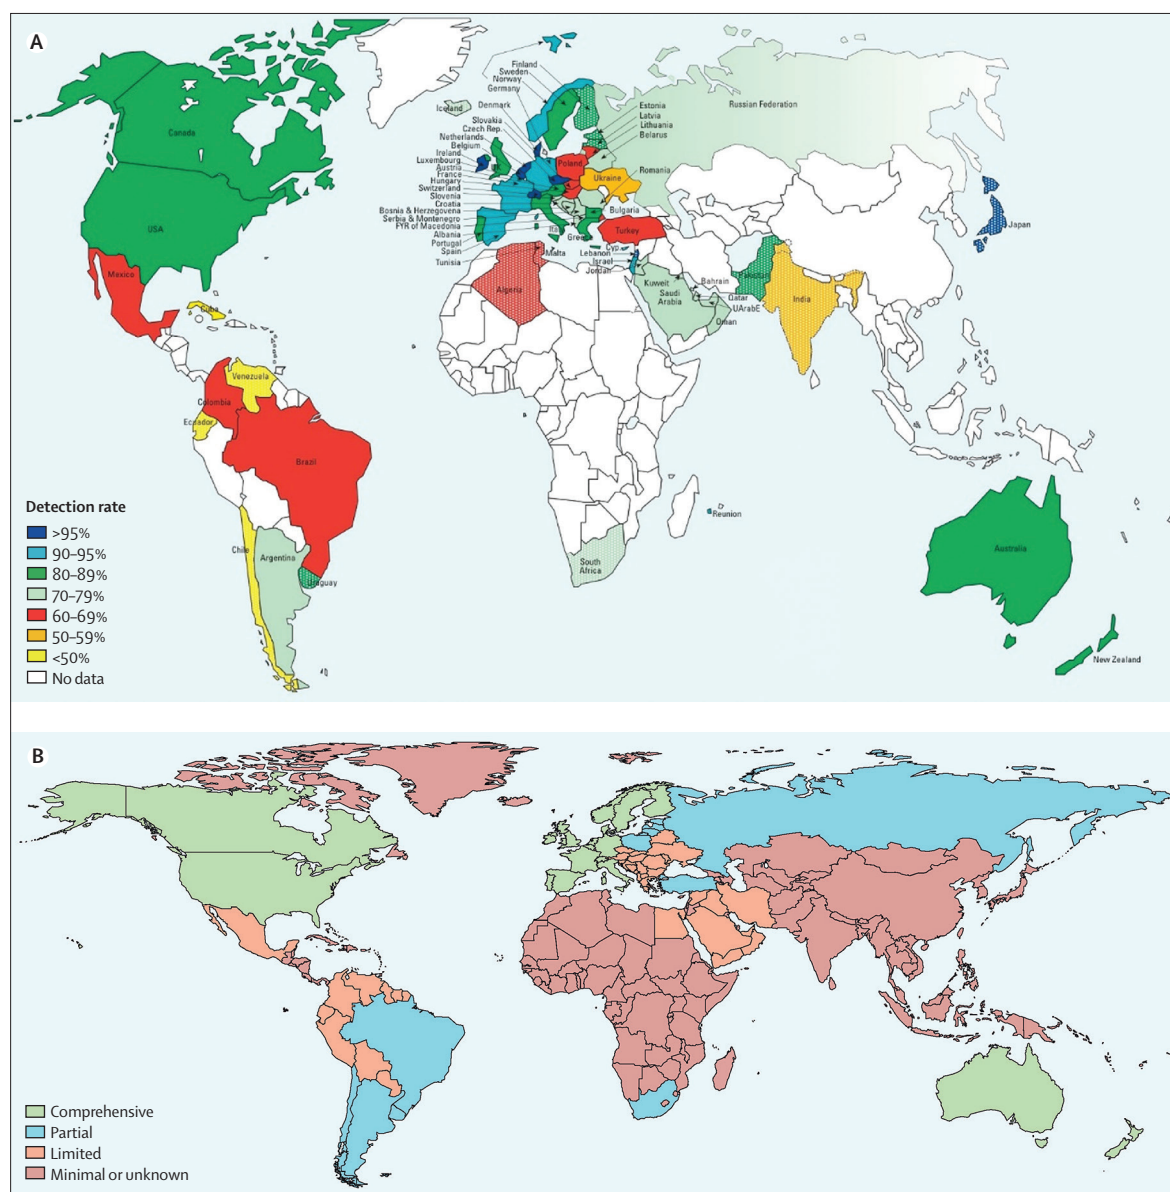 A
Canada
USA
Mexico
Cuba
Venezuela
Colombia
Ecuador
Brazil
Chile
Argentina
Uruguay
Iceland
Finland
Sweden
Norway
Germany
Denmark
Slovakia
Czech Rep.
Netherlands
Belgium
Ireland
Luxembourg
Austria
France
Hungary
Switzerland
Slovenia
Croatia
Bosnia & Herzegovena
Serbia & Montenegro
FYR of Macedonia
Albania
Portugal
Spain
Tunisia
Estonia
Latvia
Lithuania
Belarus
Romania
Russian Federation
Poland
Ukraine
Bulgaria
Turkey
Greece
Malta
Cyp.
Lebanon
Israel
Jordan
Algeria
Kuwait
Saudi
Arabia
Bahrain
Qatar
UArabE
Oman
Pakistan
India
Japan
Reunion
South
Africa
Australia
New Zealand
Detection rate
>95%
90–95%
80–89%
70–79%
60–69%
50–59%
<50%
No data
B
Comprehensive
Partial
Limited
Minimal or unknown